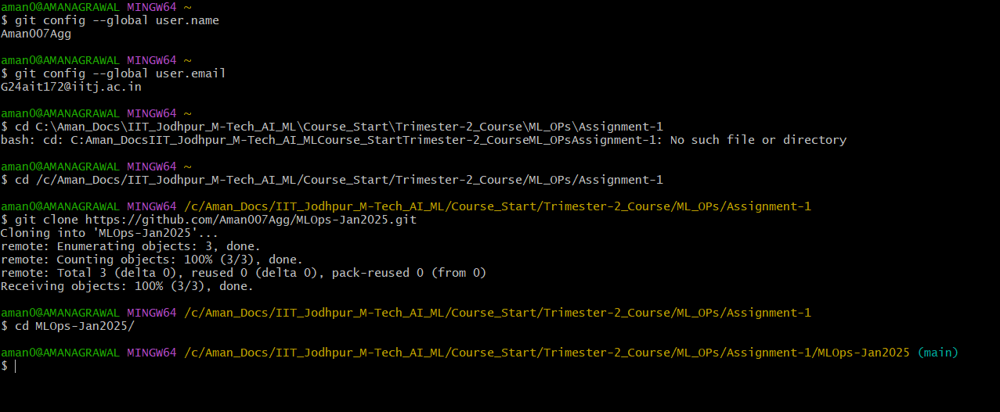 aman0@AMANAGRAWAL MINGW64 ~
$ git config --global user.name
Aman007Agg
aman0@AMANAGRAWAL MINGW64 ~
$ git config --global user.email
G24ait172@iitj.ac.in
aman0@AMANAGRAWAL MINGW64 ~
$ cd C:\Aman_Docs\IIT_Jodhpur_M-Tech_AI_ML\Course_Start\Trimester-2_Course\ML_OPs\Assignment-1
bash: cd: C:Aman_DocsIIT_Jodhpur_M-Tech_AI_MLCourse_StartTrimester-2_CourseML_OPsAssignment-1: No such file or directory
aman0@AMANAGRAWAL MINGW64 ~
$ cd /c/Aman_Docs/IIT_Jodhpur_M-Tech_AI_ML/Course_Start/Trimester-2_Course/ML_OPs/Assignment-1
aman0@AMANAGRAWAL MINGW64 /c/Aman_Docs/IIT_Jodhpur_M-Tech_AI_ML/Course_Start/Trimester-2_Course/ML_OPs/Assignment-1
$ git clone https://github.com/Aman007Agg/MLOps-Jan2025.git
Cloning into 'MLOps-Jan2025'...
remote: Enumerating objects: 3, done.
remote: Counting objects: 100% (3/3), done.
remote: Total 3 (delta 0), reused 0 (delta 0), pack-reused 0 (from 0)
Receiving objects: 100% (3/3), done.
aman0@AMANAGRAWAL MINGW64 /c/Aman_Docs/IIT_Jodhpur_M-Tech_AI_ML/Course_Start/Trimester-2_Course/ML_OPs/Assignment-1
$ cd MLOps-Jan2025/
aman0@AMANAGRAWAL MINGW64 /c/Aman_Docs/IIT_Jodhpur_M-Tech_AI_ML/Course_Start/Trimester-2_Course/ML_OPs/Assignment-1/MLOps-Jan2025 (main)
$